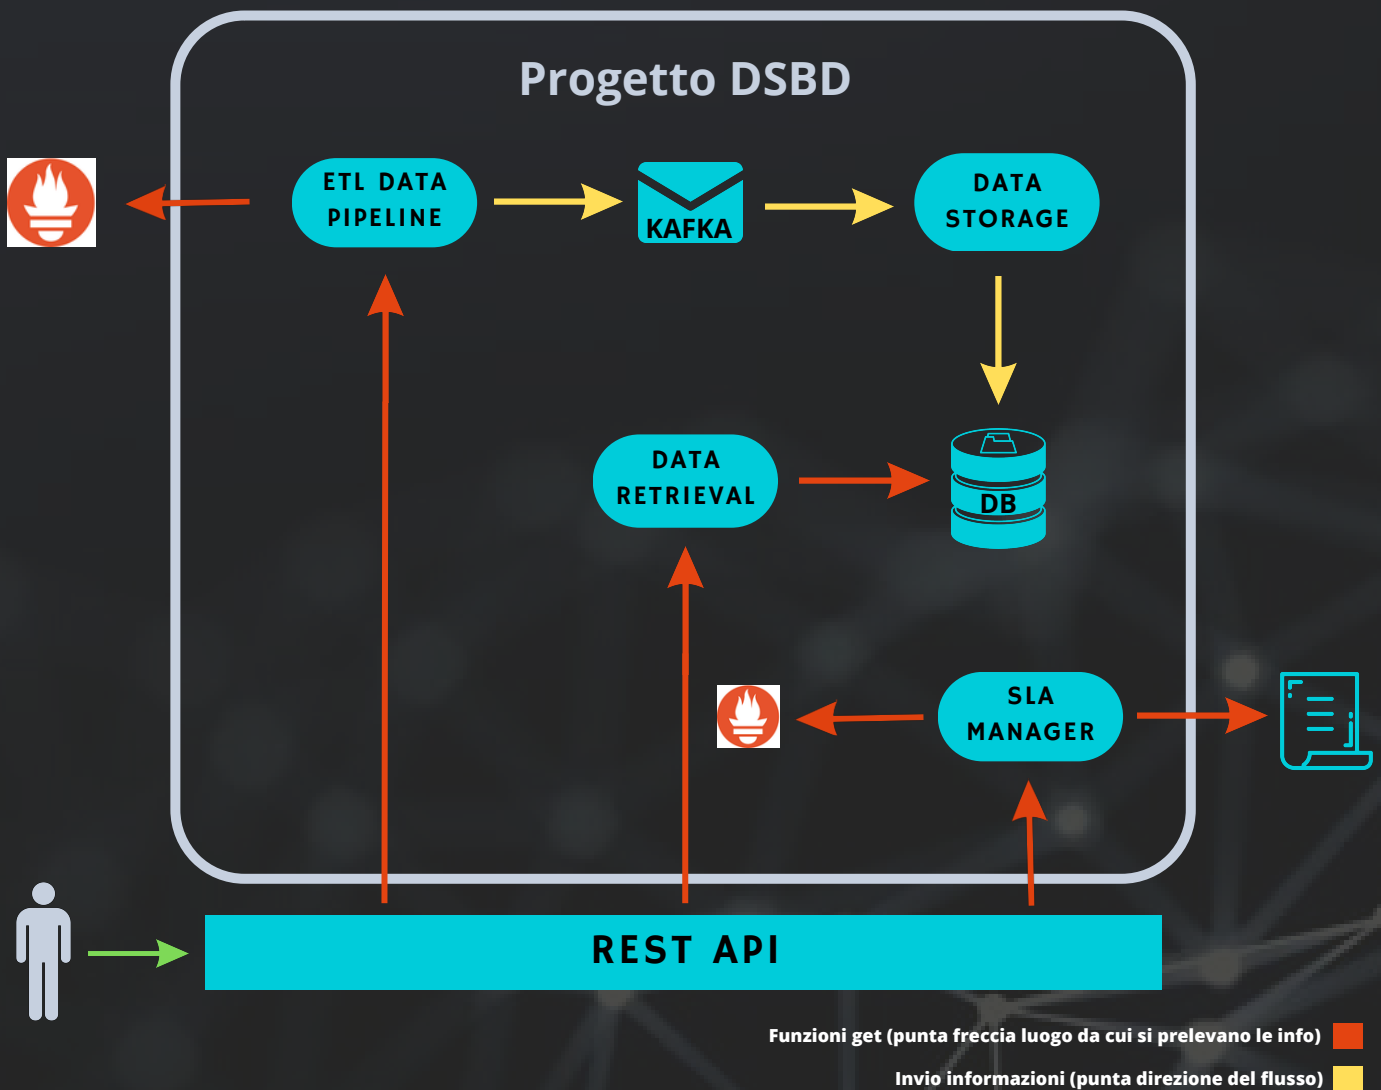 Progetto DSBD
ETL DATA
PIPELINE
KAFKA
DATA
STORAGE
DATA
RETRIEVAL
DB
SLA
MANAGER
REST API
Funzioni get (punta freccia luogo da cui si prelevano le info)
Invio informazioni (punta direzione del flusso)